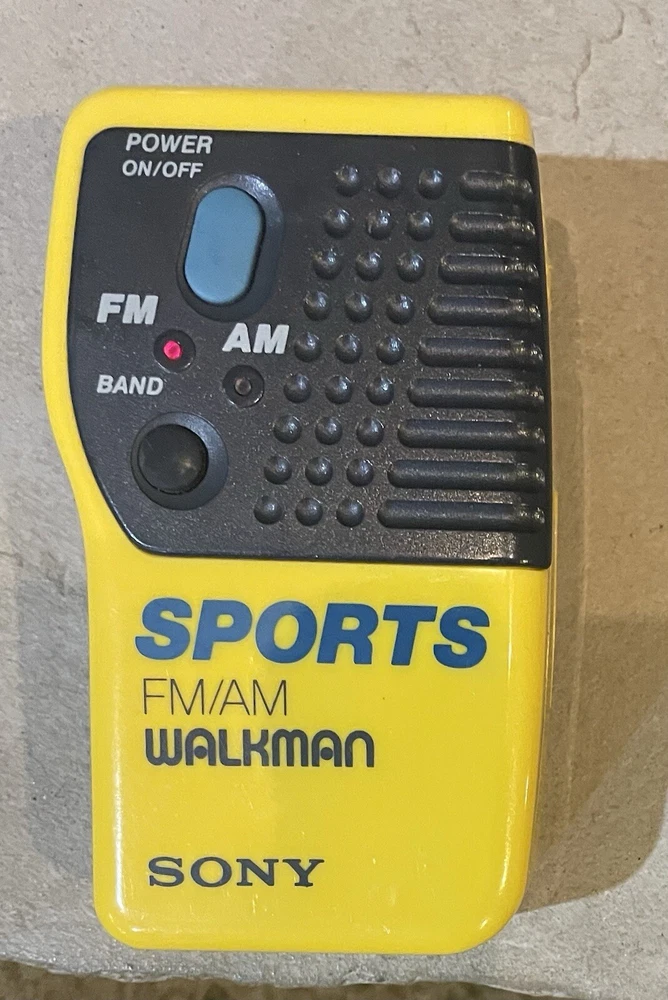 POWER
ON/OFF
FM
AM
BAND
SPORTS
FM/AM
WALKMAN
SONY